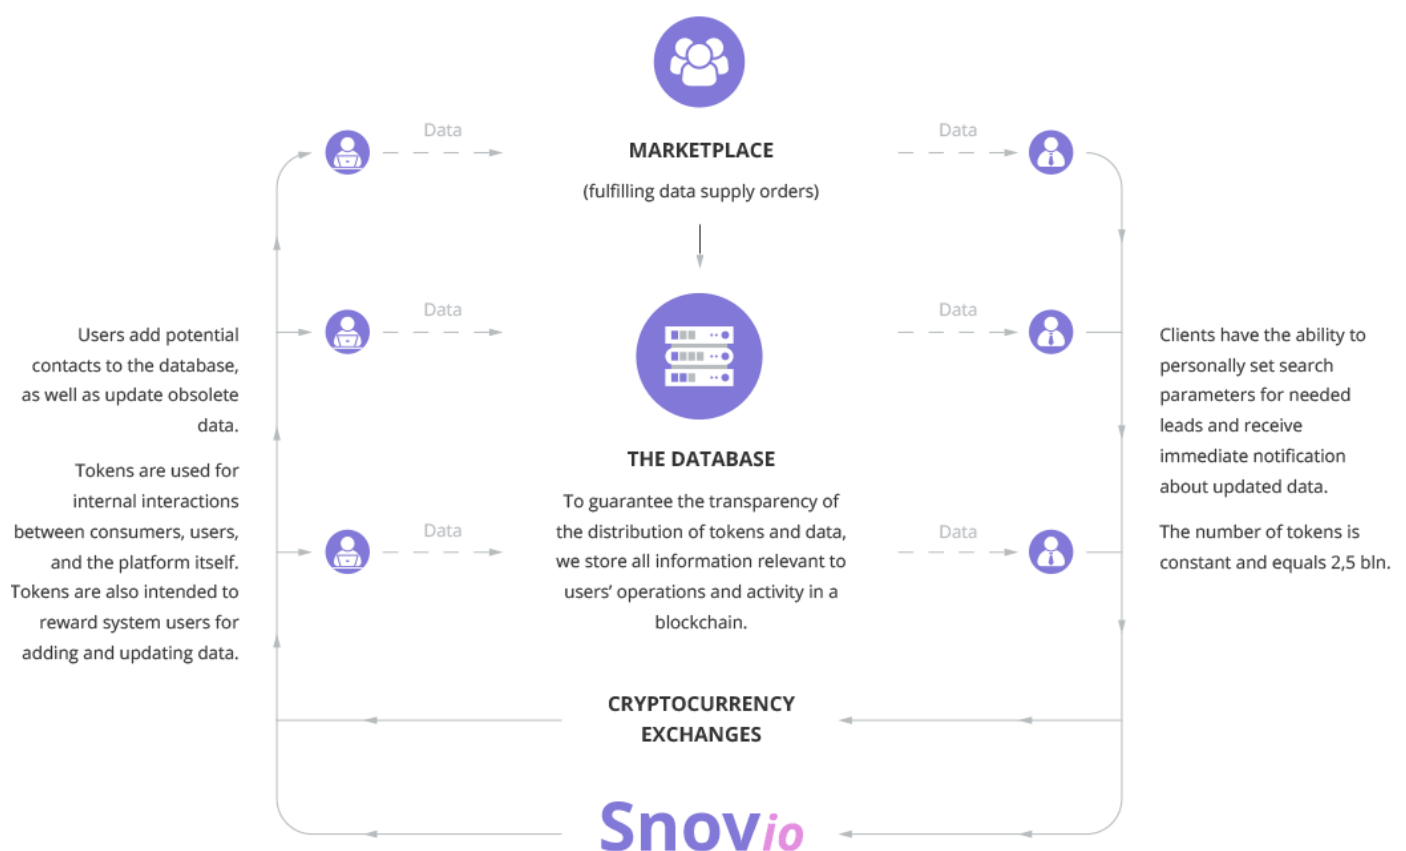 Data
Data
MARKETPLACE
(fulfilling data supply orders)
Data
Data
Users add potential
contacts to the database,
as well as update obsolete
data.
Tokens are used for
internal interactions
between consumers, users,
and the platform itself.
Tokens are also intended to
reward system users for
adding and updating data.
THE DATABASE
To guarantee the transparency of
the distribution of tokens and data,
we store all information relevant to
users’ operations and activity in a
blockchain.
Data
Data
Clients have the ability to
personally set search
parameters for needed
leads and receive
immediate notification
about updated data.
The number of tokens is
constant and equals 2,5 bln.
CRYPTOCURRENCY
EXCHANGES
Snovio